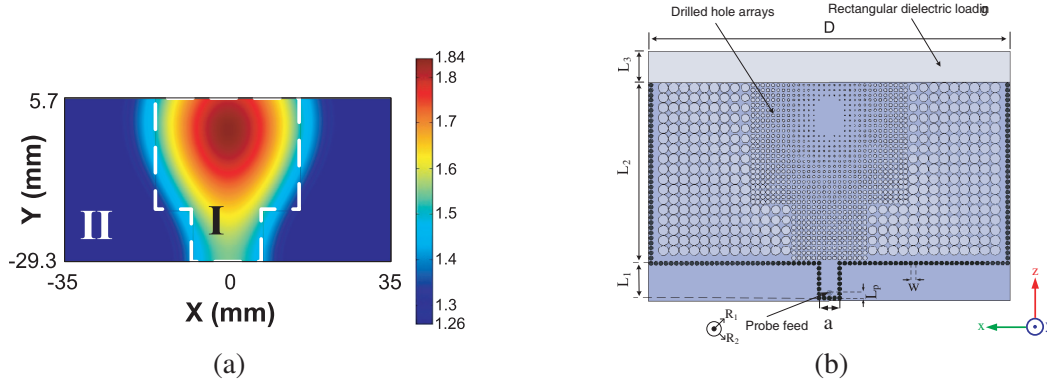 1.84
1.8
1.7
1.6
1.5
1.4
1.3
1.26
5.7
-29.3
Y (mm)
-35
0
35
X (mm)
I
II
(a)
Drilled hole arrays
Rectangular dielectric loading
D
L3
L2
L1
Lp
W
a
Probe feed
R1
R2
z
x
y
(b)